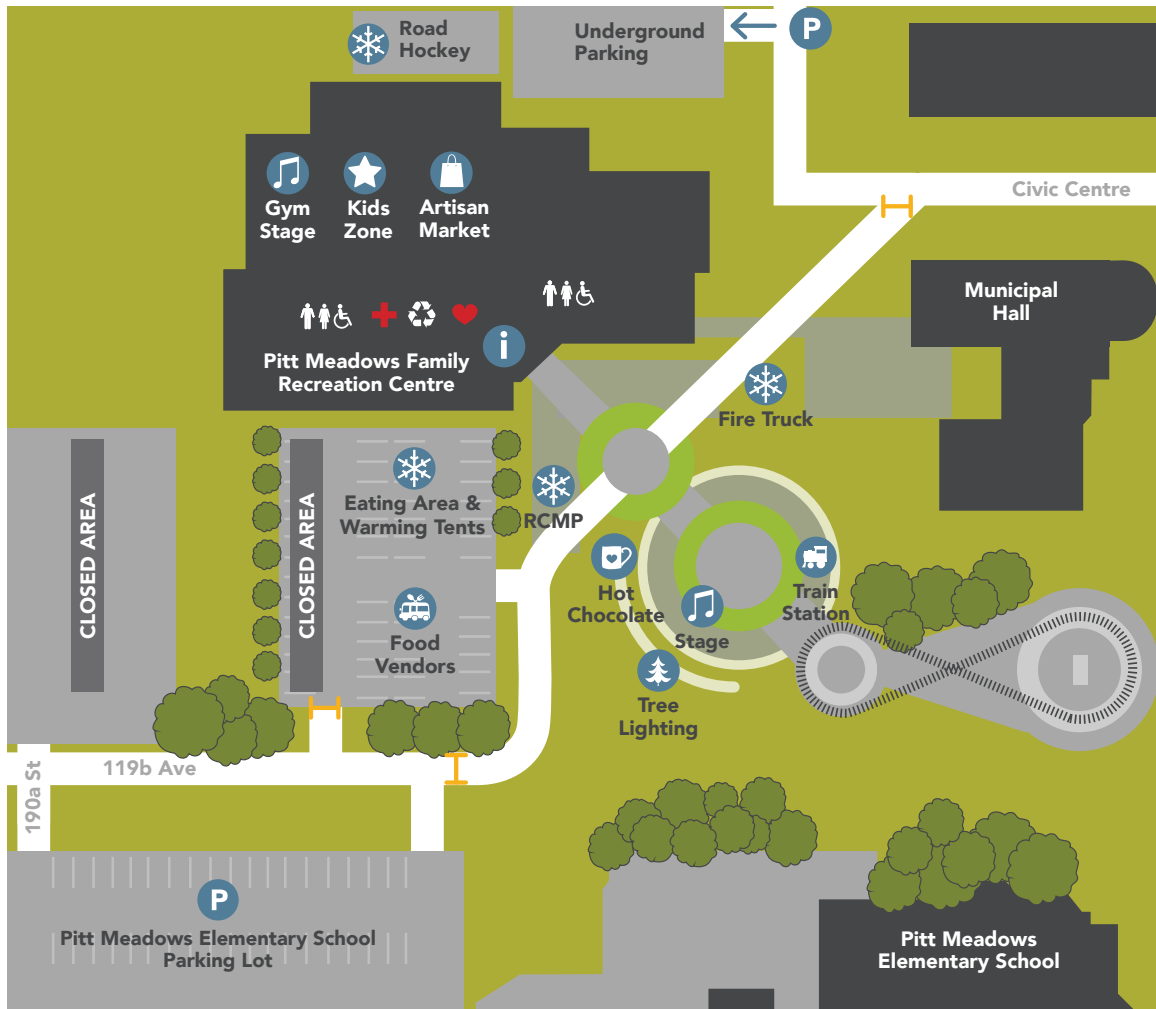 Road
Hockey
Underground
Parking
P
Civic Centre
Gym
Stage
Kids
Zone
Artisan
Market
Municipal
Hall
i
Pitt Meadows Family
Recreation Centre
Fire Truck
CLOSED AREA
CLOSED AREA
Eating Area &
Warming Tents
RCMP
Hot
Chocolate
Train
Station
Stage
Food
Vendors
Tree
Lighting
119b Ave
190a St
P
Pitt Meadows Elementary School
Parking Lot
Pitt Meadows
Elementary School